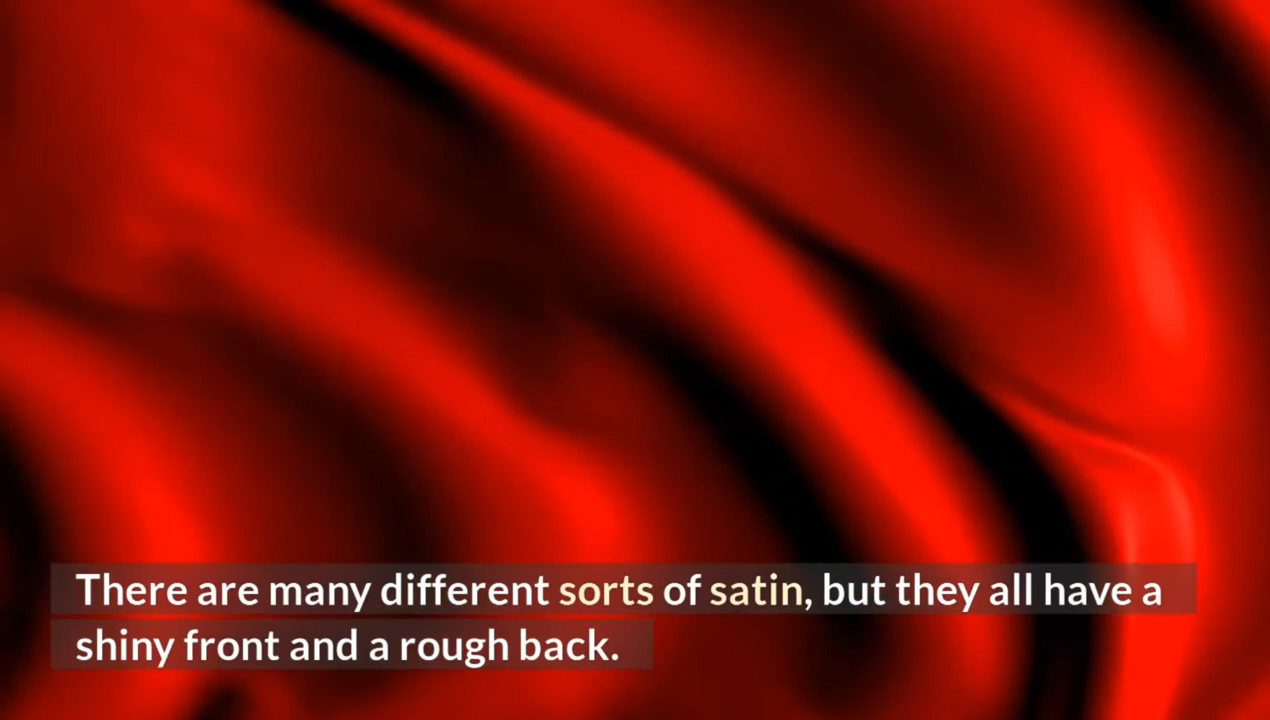 There are many different sorts of satin, but they all have a
shiny front and a rough back.